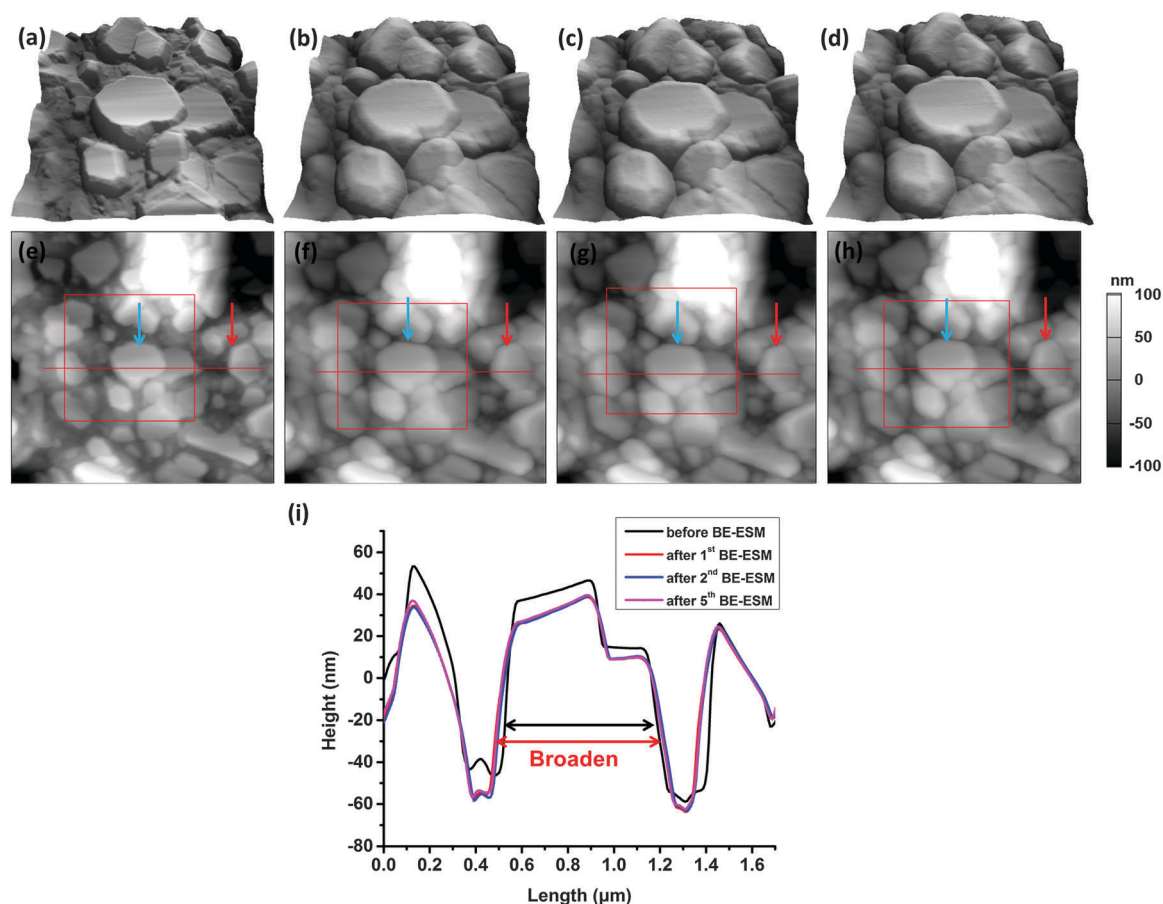 (a)
(b)
(c)
(d)
(e)
(f)
(g)
(h)
nm
100
50
0
-50
-100
(i)
before BE-ESM
after 1st BE-ESM
after 2nd BE-ESM
after 5th BE-ESM
60
40
20
0
-20
-40
-60
-80
Height (nm)
Broaden
0.0 0.2 0.4 0.6 0.8 1.0 1.2 1.4 1.6
Length (µm)